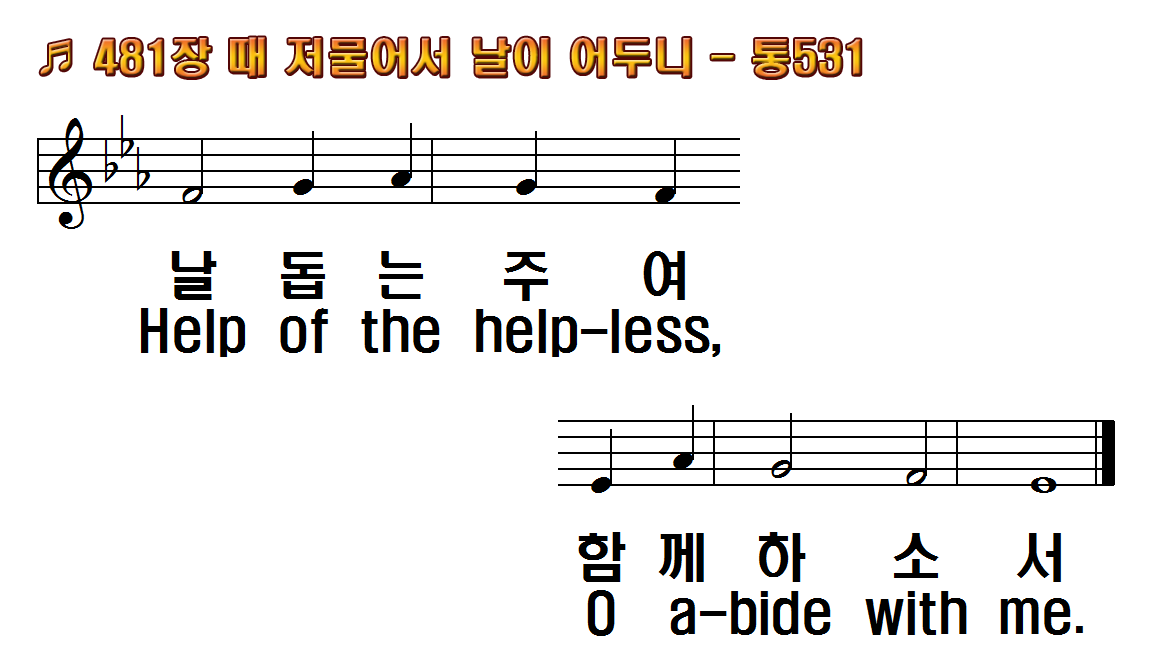 ♬ 481장 때 저물어서 날이 어두니 - 통531
날 돕 는 주 여
Help of the help-less,
함 께 하 소 서
O a-bide with me.